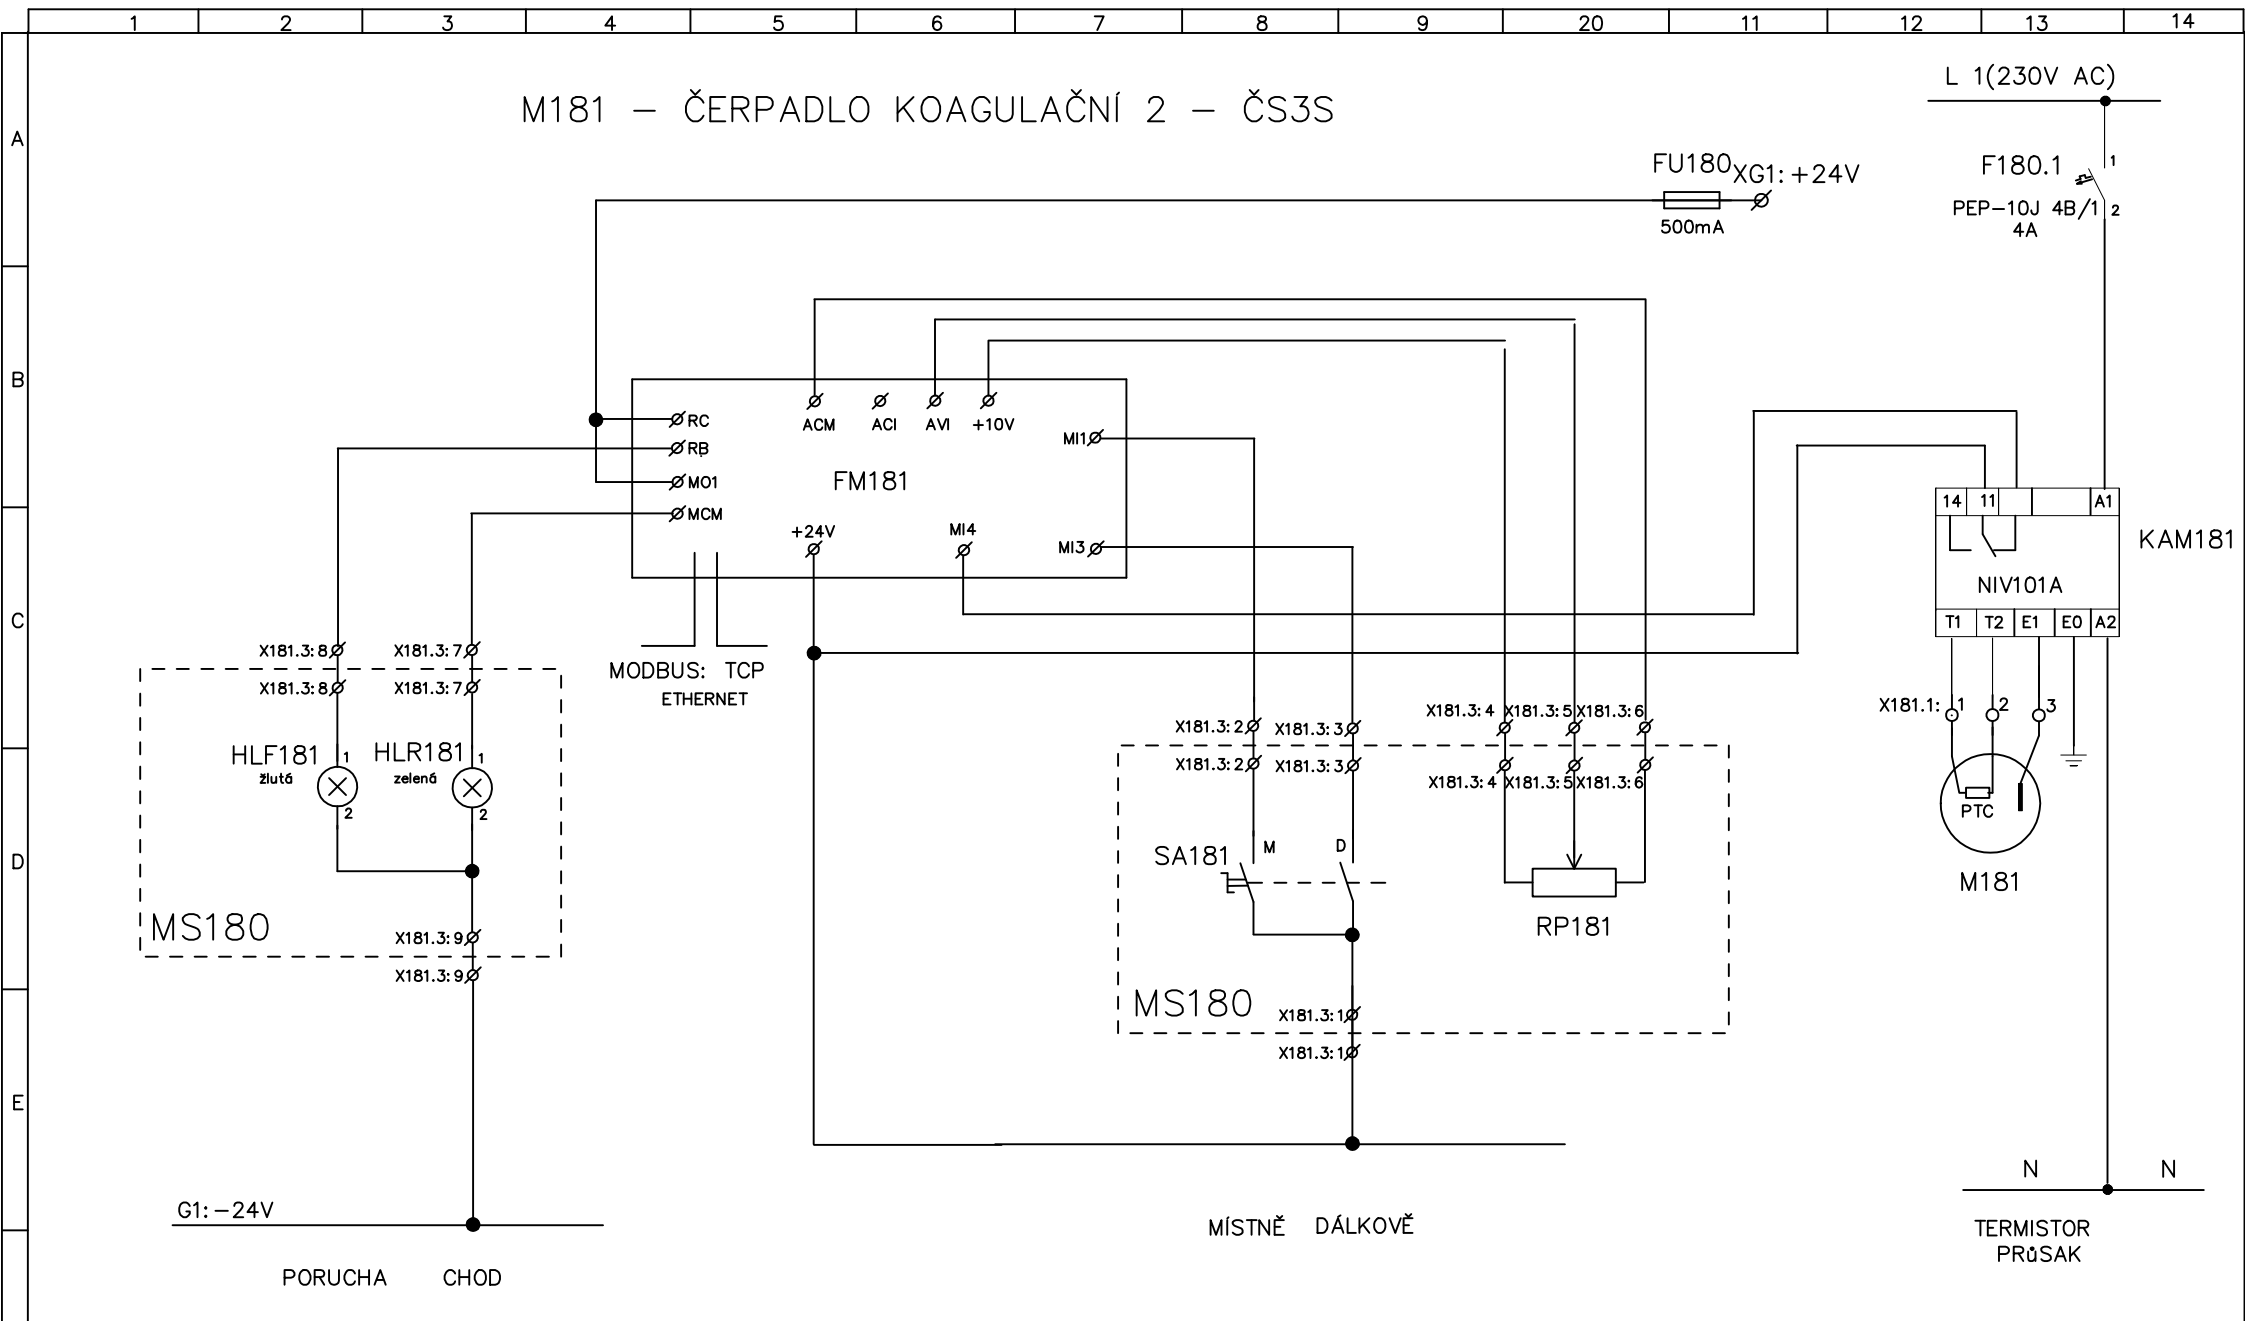 1 2 3 4 5 6 7 8 9 20 11 12 13 14
L 1(230V AC)
M181 – ČERPADLO KOAGULAČNÍ 2 – ČS3S
A
FU180 XG1:+24V
500mA
F180.1 1
PEP-10J 4B/1 2
4A
B
RC
RB
MO1
MCM
ACM ACI AVI +10V
MI1
FM181
+24V MI4 MI3
14 11 A1
KAM181
NIV101A
T1 T2 E1 E0 A2
C
X181.3:8 X181.3:7
X181.3:8 X181.3:7
MODBUS: TCP
ETHERNET
X181.3:2 X181.3:3 X181.3:4 X181.3:5 X181.3:6
X181.3:2 X181.3:3 X181.3:4 X181.3:5 X181.3:6
X181.1: 1 2 3
HLF181 1
žlutá
2
HLR181 1
zelená
2
PTC
M181
D
SA181 M D
RP181
MS180
X181.3:9
X181.3:9
MS180
X181.3:1
X181.3:1
E
N N
G1:-24V
MÍSTNĚ DÁLKOVĚ
TERMISTOR
PRůSAK
PORUCHA CHOD